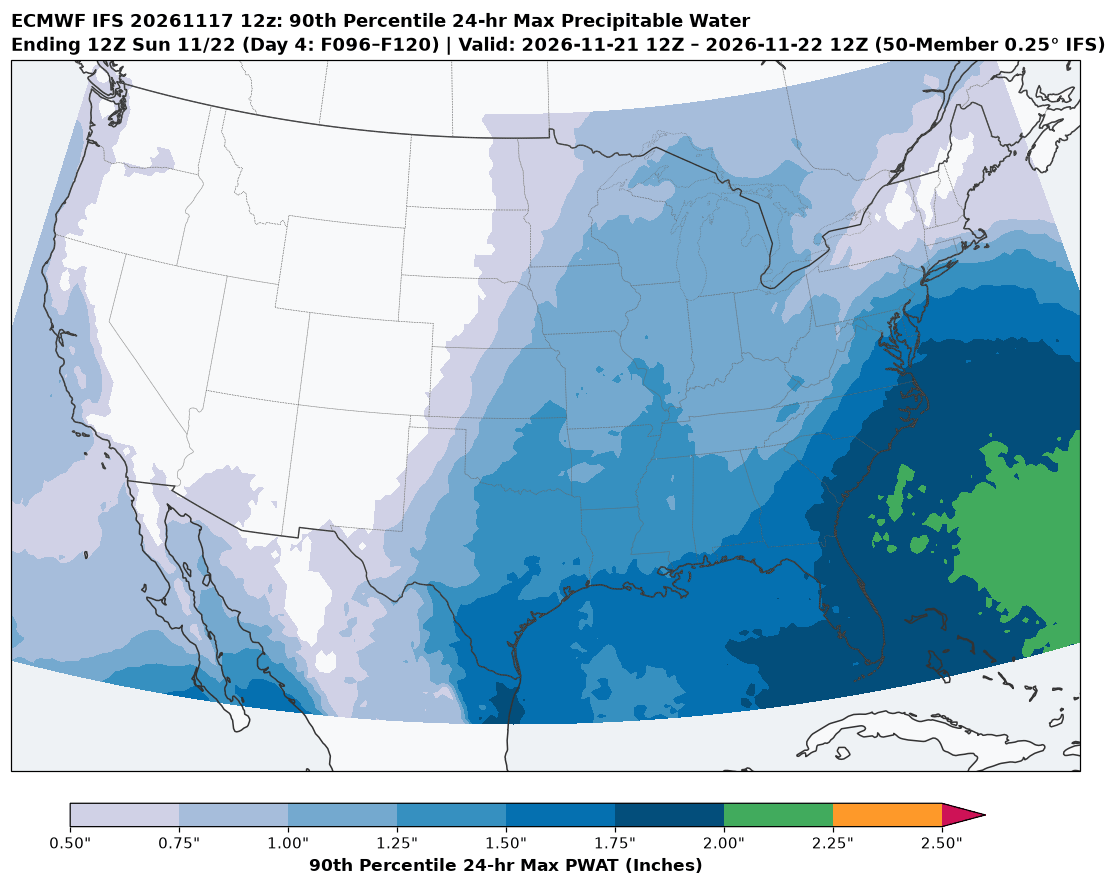 ECMWF IFS 20261117 12z: 90th Percentile 24-hr Max Precipitable Water
Ending 12Z Sun 11/22 (Day 4: F096–F120) | Valid: 2026-11-21 12Z – 2026-11-22 12Z (50-Member 0.25° IFS)
0.50" 0.75" 1.00" 1.25" 1.50" 1.75" 2.00" 2.25" 2.50"
90th Percentile 24-hr Max PWAT (Inches)